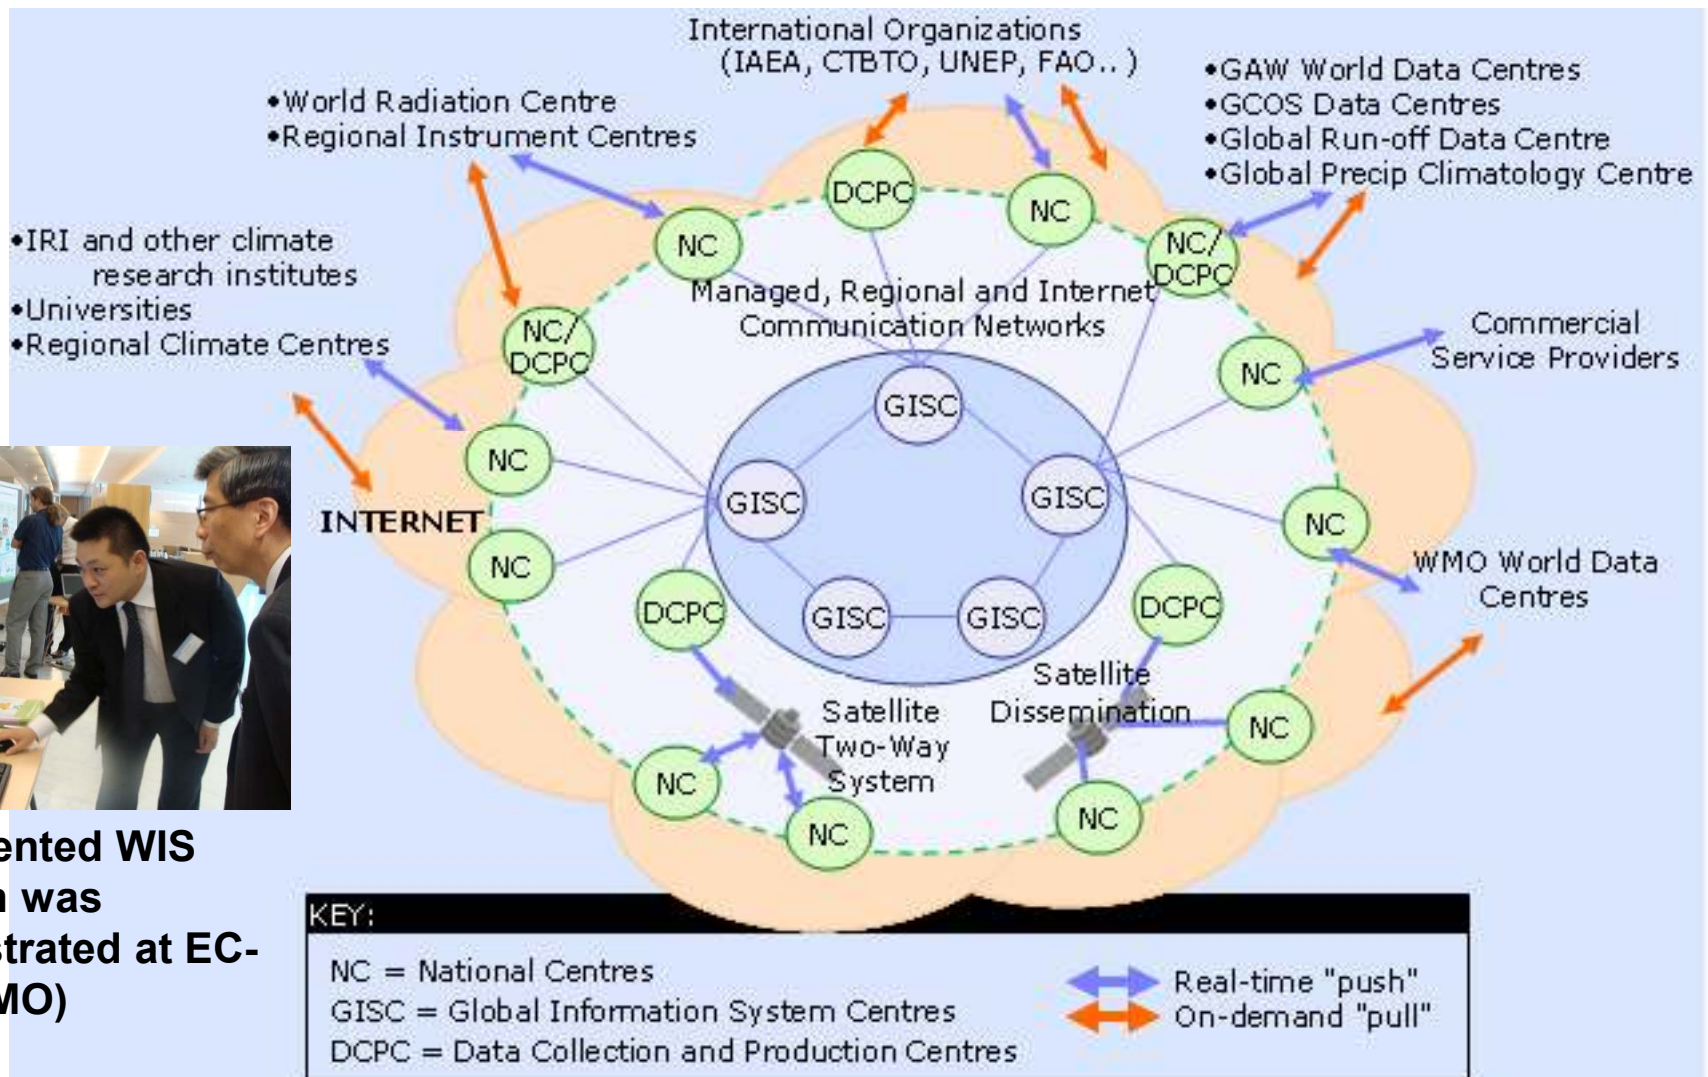 International Organizations
(IAEA, CTBTO, UNEP, FAO.. )
•GAW World Data Centres
•GCOS Data Centres
•Global Run-off Data Centre
•Global Precip Climatology Centre
•World Radiation Centre
•Regional Instrument Centres
•IRI and other climate
research institutes
•Universities
•Regional Climate Centres
DCPC
NC
NC
NC/
DCPC
Managed, Regional and Internet
Communication Networks
NC/
DCPC
Commercial
Service Providers
NC
GISC
NC
GISC
GISC
INTERNET
NC
NC
WMO World Data
Centres
DCPC
GISC
GISC
DCPC
Satellite
Dissemination
Satellite
Two-Way
System
NC
NC
NC
NC
ented WIS
was
strated at EC-
MO)
KEY:
NC = National Centres
GISC = Global Information System Centres
DCPC = Data Collection and Production Centres
Real-time "push"
On-demand "pull"